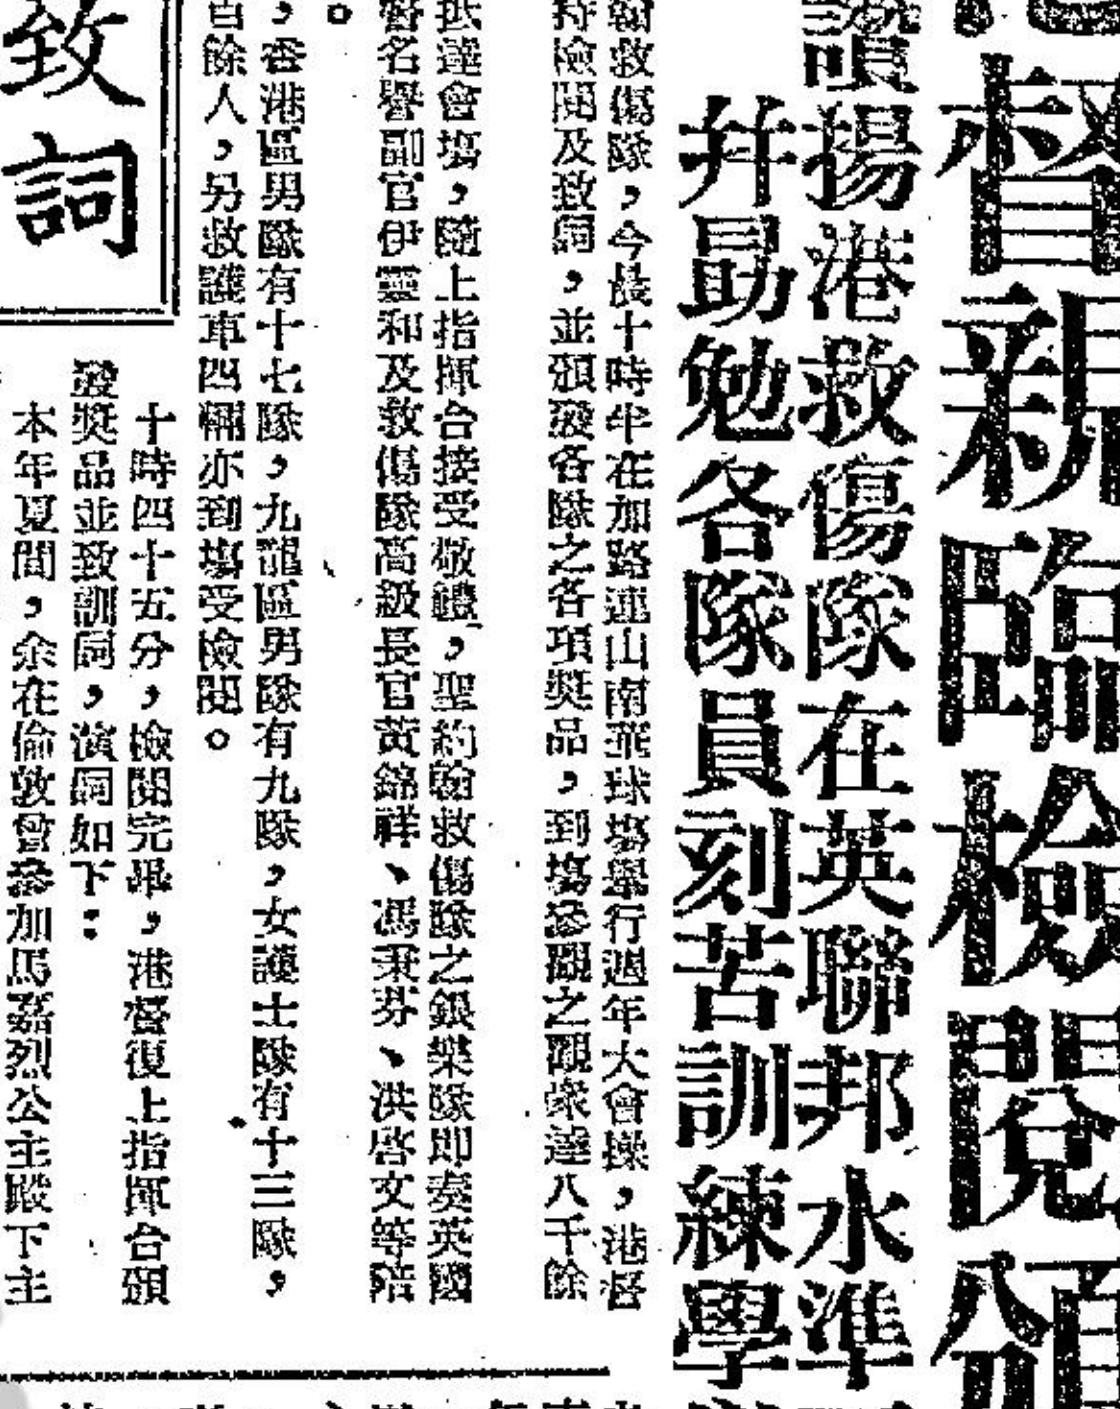 督親臨檢閱頒
揚港救傷隊在英聯邦水準
并勗勉各隊員刻苦訓練學
救傷隊，今晨十時半在加路連山南華球塲舉行週年大會操，港督
檢閱及致詞，並頒發各隊之各項獎品，到塲參觀之觀衆達八千餘
抵達會塲，隨上指揮台接受敬禮，聖約翰救傷隊之銀樂隊即奏英國
督名譽副官伊靈和及救傷隊高級長官黃錦祥、馮秉芬、洪啓文等陪
。
，香港區男隊有十七隊，九龍區男隊有九隊，女護士隊有十三隊，
百餘人，另救護車四輛亦到塲受檢閱。
致詞
十時四十五分，檢閱完畢，港督復上指揮台頒
發獎品並致訓詞，演詞如下：
本年夏間，余在倫敦曾參加馬嘉烈公主殿下主